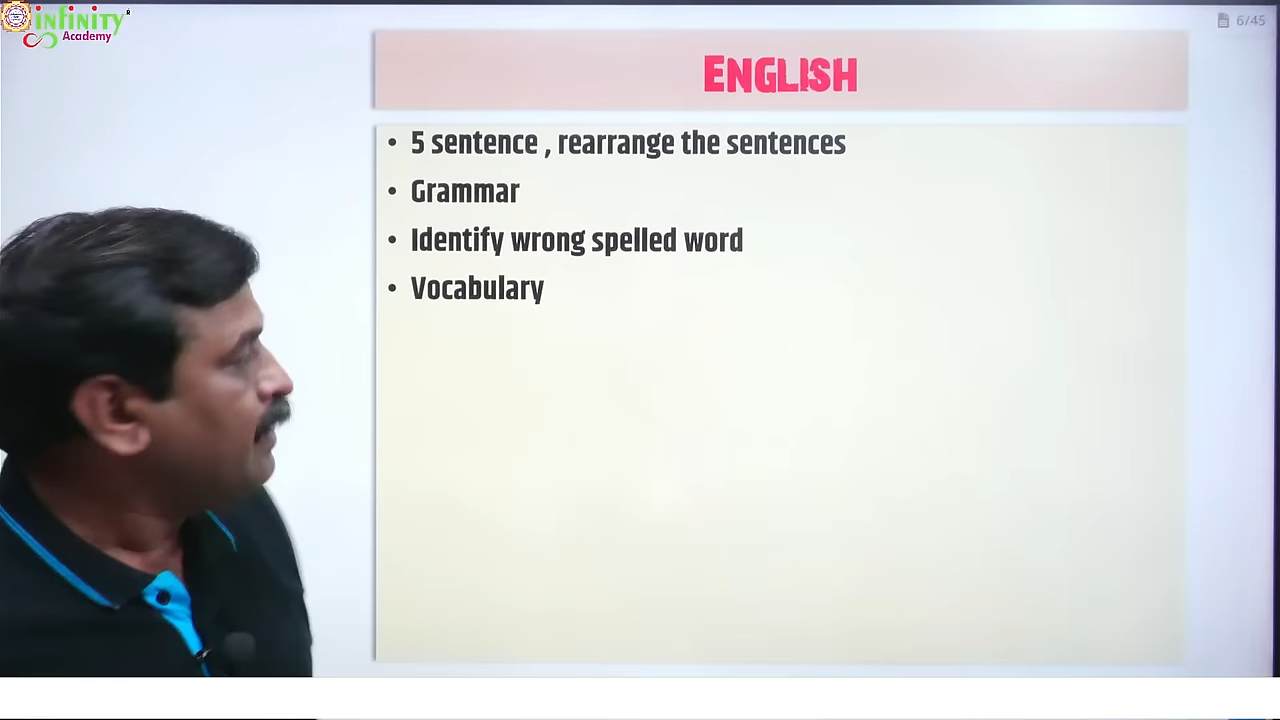 infinity
Academy
6/45
ENGLISH
• 5 sentence , rearrange the sentences
• Grammar
• Identify wrong spelled word
• Vocabulary